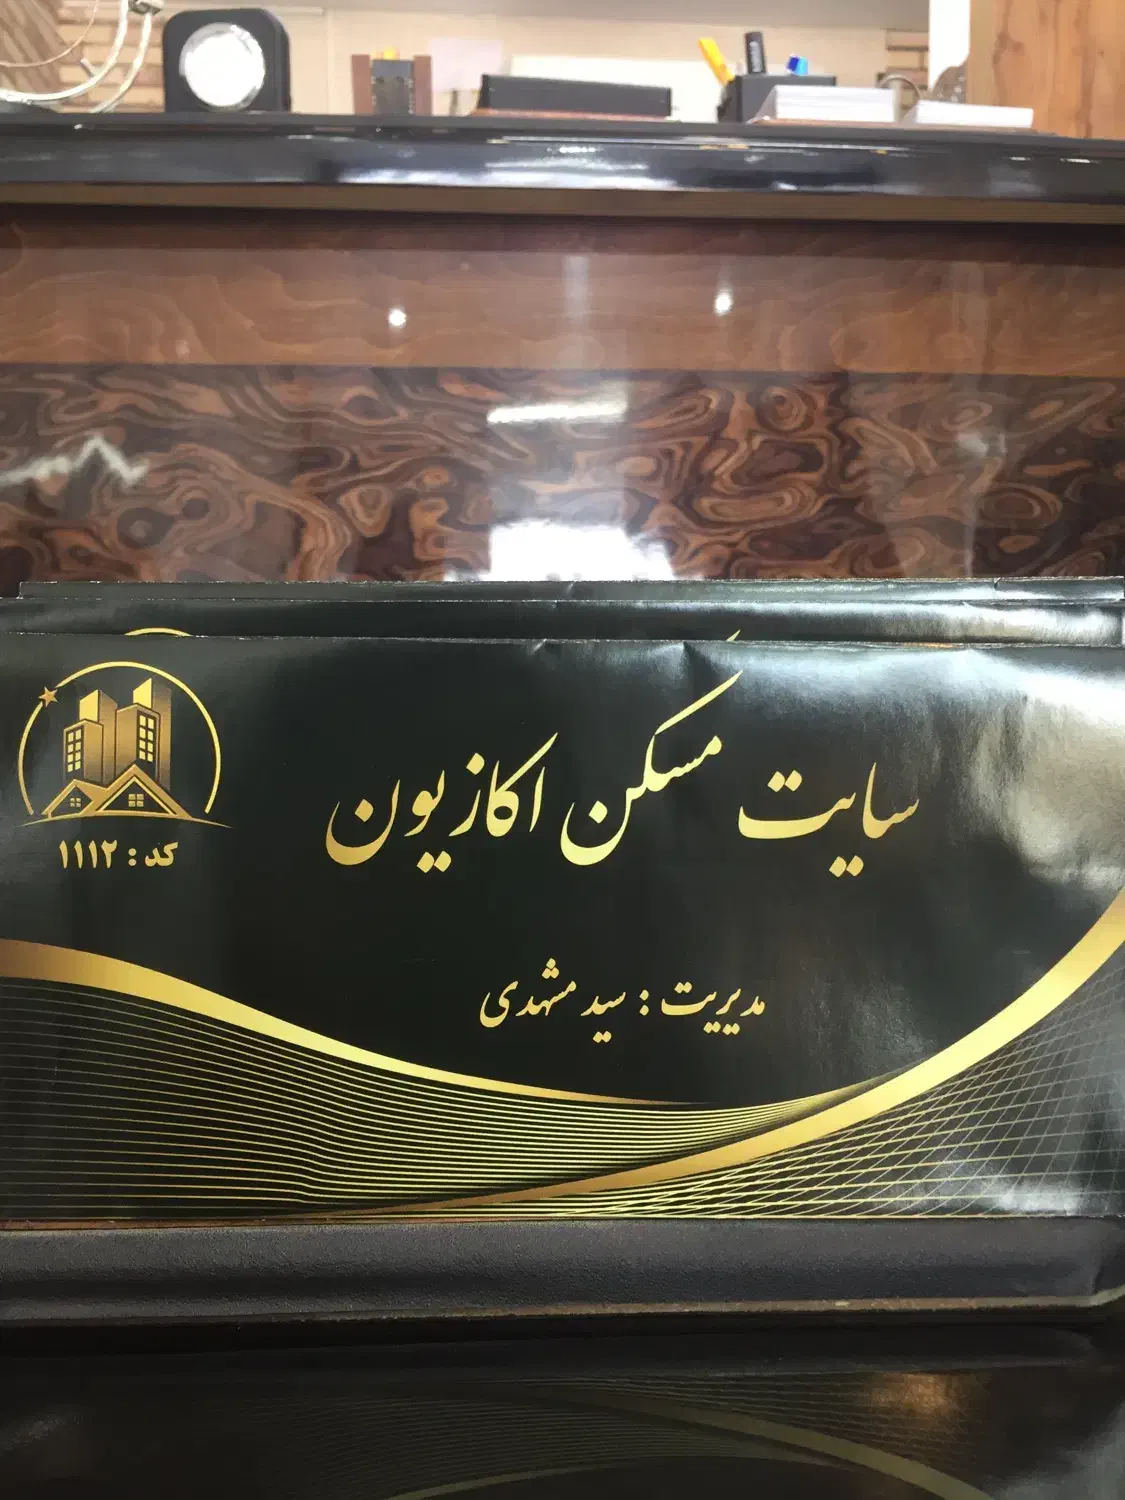 سایت مسکن اکازیون
کد : ۱۱۱۲
مدیریت : سید مشهدی